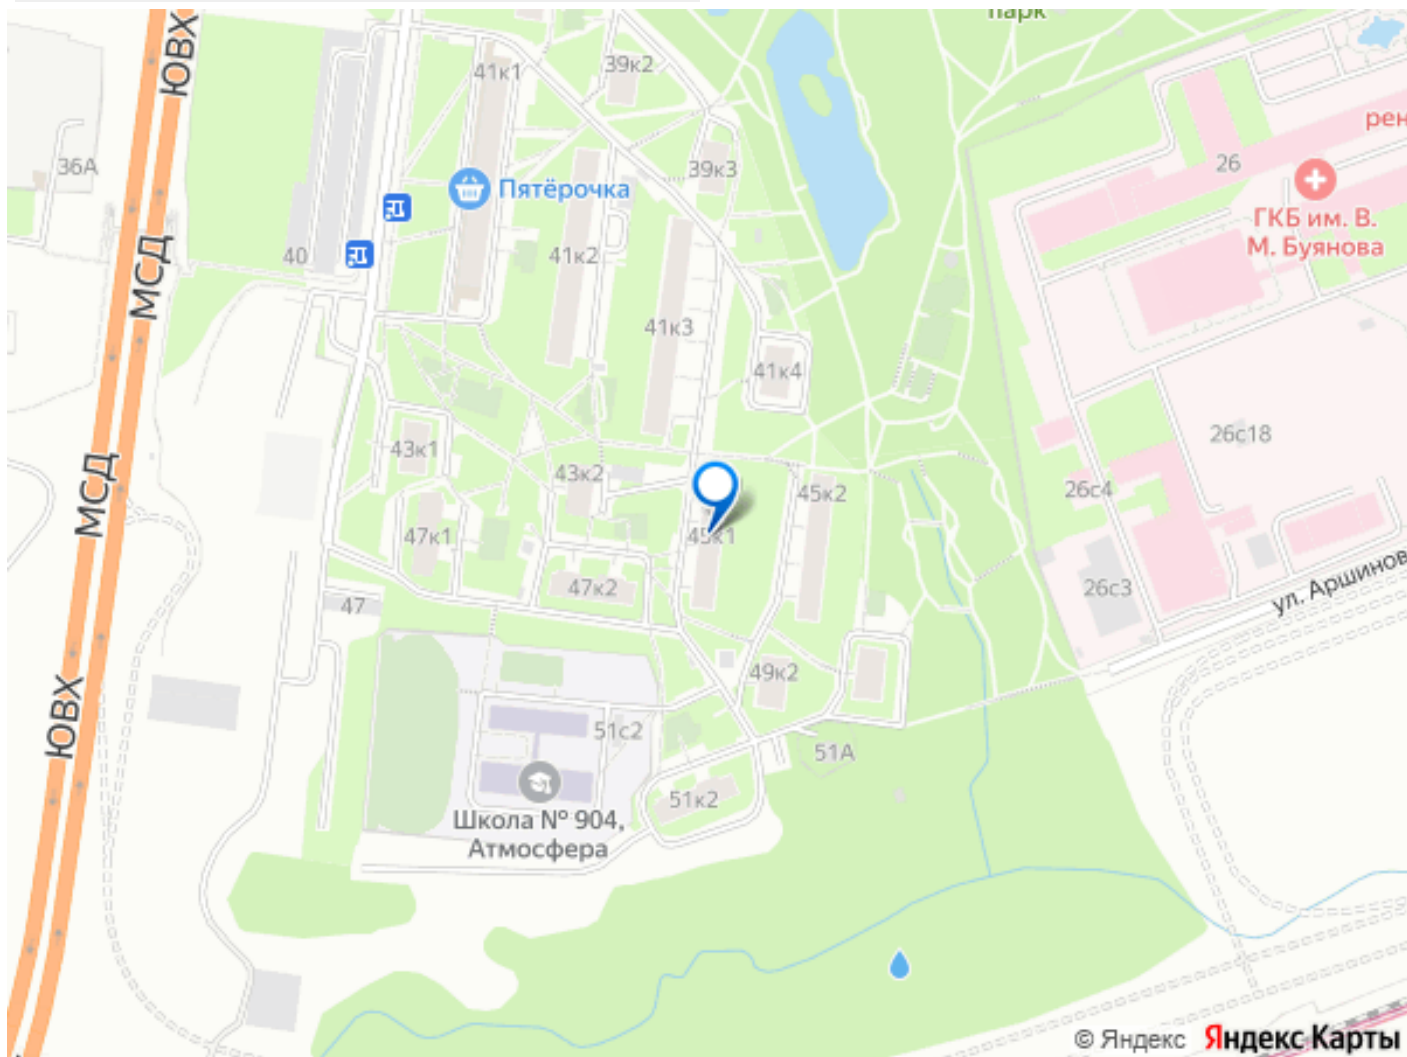 парк
ЮВХ
41к1
39к2
рен
36А
39к3
26
Пятёрочка
ГКБ им. В.
М. Буянова
40
41к2
МСД
41к3
41к4
43к1
26с18
МСД
43к2
45к2
26с4
47к1
45к1
47к2
26с3
ул. Аршинов
47
49к2
ЮВХ
51с2
51А
51к2
Школа № 904,
Атмосфера
© Яндекс
Яндекс Карты